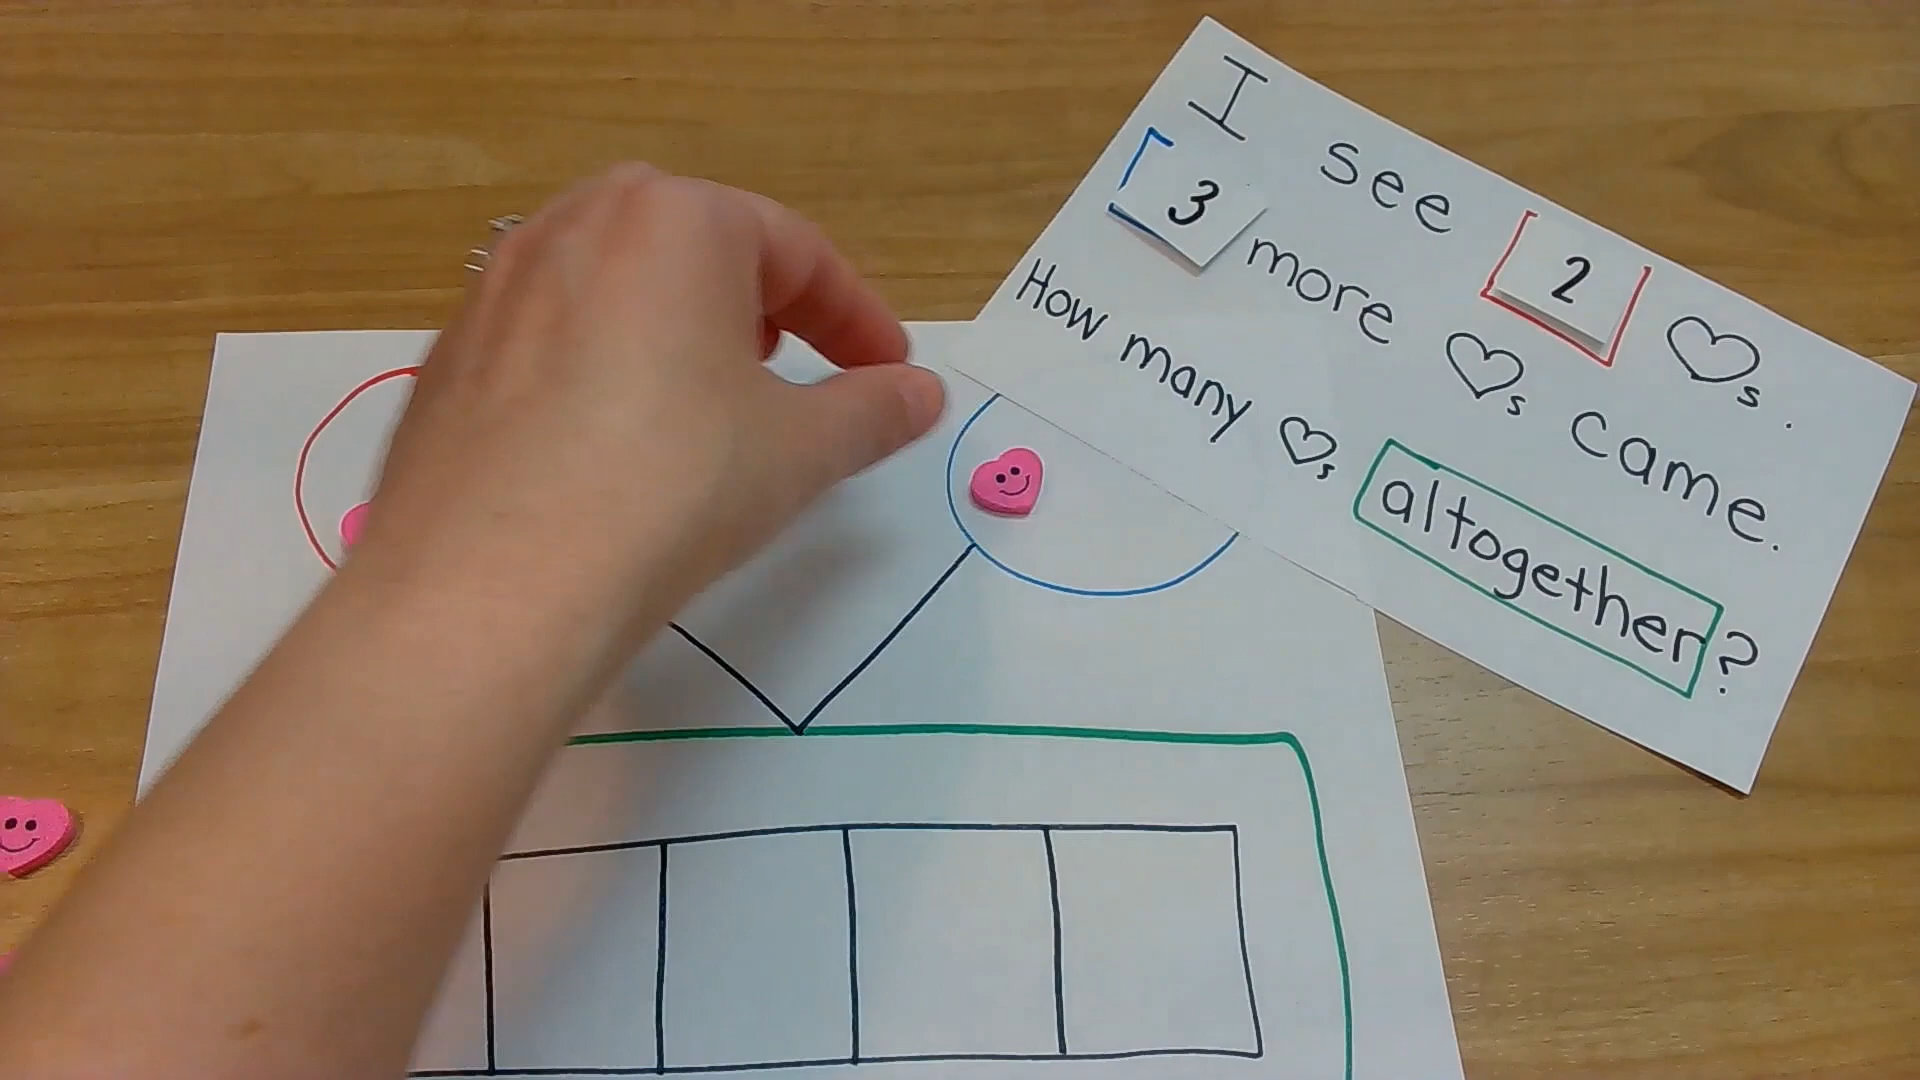 I see 2 ♡s.
3 more ♡s came.
How many ♡s altogether?